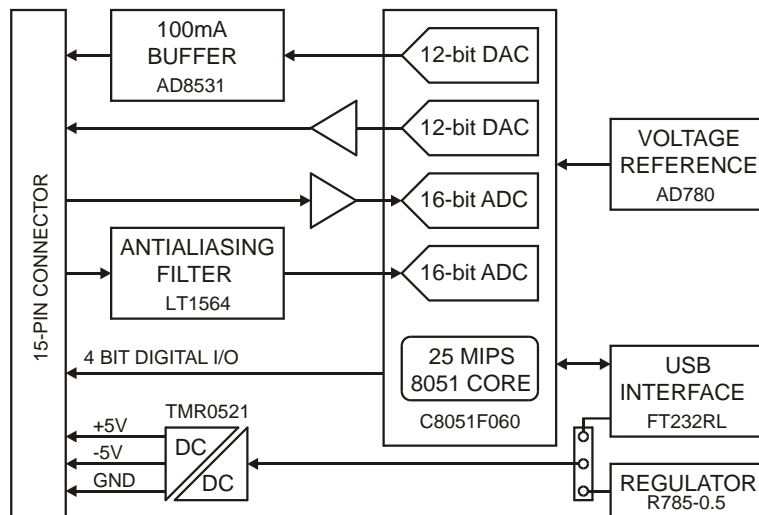 100mA
BUFFER
AD8531
12-bit DAC
12-bit DAC
VOLTAGE
REFERENCE
AD780
16-bit ADC
ANTIALIASING
FILTER
LT1564
16-bit ADC
15-PIN CONNECTOR
4 BIT DIGITAL I/O
25 MIPS
8051 CORE
C8051F060
USB
INTERFACE
FT232RL
TMR0521
+5V
-5V
GND
DC
DC
REGULATOR
R785-0.5